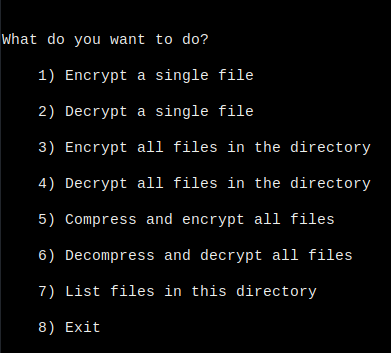 What do you want to do?
1) Encrypt a single file
2) Decrypt a single file
3) Encrypt all files in the directory
4) Decrypt all files in the directory
5) Compress and encrypt all files
6) Decompress and decrypt all files
7) List files in this directory
8) Exit